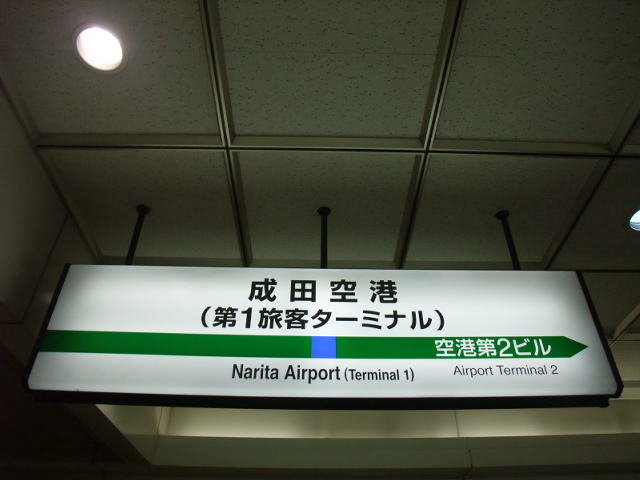 成田空港
（第1旅客ターミナル）
空港第2ビル
Narita Airport (Terminal 1)
Airport Terminal 2